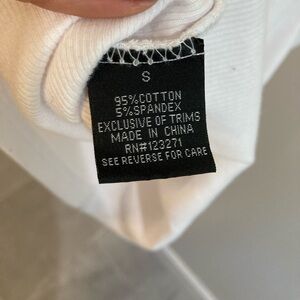 S
95%COTTON
5%SPANDEX
EXCLUSIVE OF TRIMS
MADE IN CHINA
RN#123271
SEE REVERSE FOR CARE